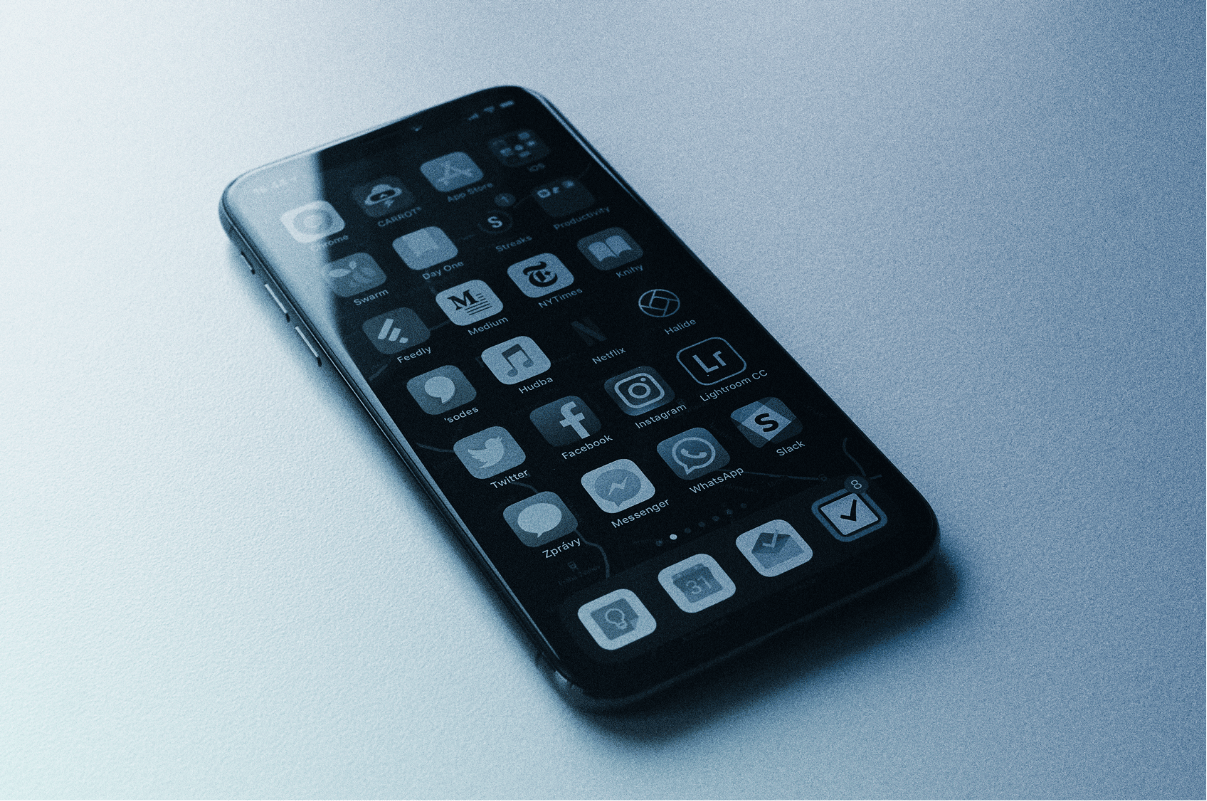 CARROT°
App Store
iOS
Swarm
Day One
S
Streaks
Productivity
Feedly
M
Medium
T
NYTimes
Knihy
'sodes
Hudba
N
Netflix
Halide
Twitter
f
Facebook
Instagram
Lr
Lightroom CC
Zprávy
Messenger
WhatsApp
S
Slack
31
8